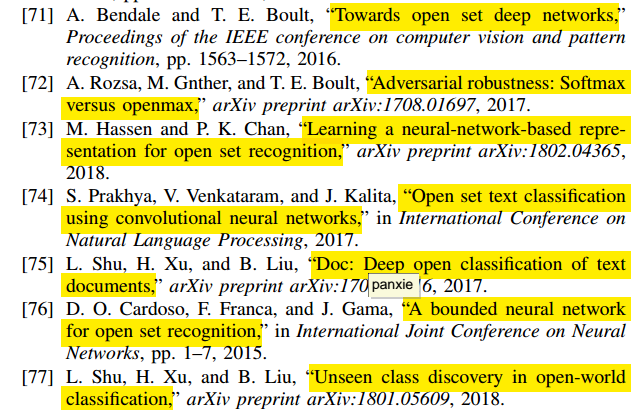 [71] A. Bendale and T. E. Boult, “Towards open set deep networks,”
Proceedings of the IEEE conference on computer vision and pattern
recognition, pp. 1563–1572, 2016.
[72] A. Rozsa, M. Gnther, and T. E. Boult, “Adversarial robustness: Softmax
versus openmax,” arXiv preprint arXiv:1708.01697, 2017.
[73] M. Hassen and P. K. Chan, “Learning a neural-network-based repre-
sentation for open set recognition,” arXiv preprint arXiv:1802.04365,
2018.
[74] S. Prakhya, V. Venkataram, and J. Kalita, “Open set text classification
using convolutional neural networks,” in International Conference on
Natural Language Processing, 2017.
[75] L. Shu, H. Xu, and B. Liu, “Doc: Deep open classification of text
documents,” arXiv preprint arXiv:170 panxie 6, 2017.
[76] D. O. Cardoso, F. Franca, and J. Gama, “A bounded neural network
for open set recognition,” in International Joint Conference on Neural
Networks, pp. 1–7, 2015.
[77] L. Shu, H. Xu, and B. Liu, “Unseen class discovery in open-world
classification,” arXiv preprint arXiv:1801.05609, 2018.